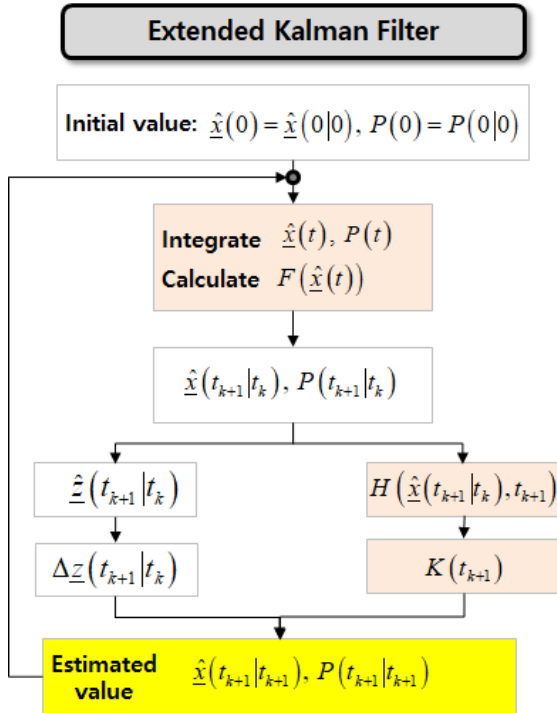 Extended Kalman Filter
Initial value: x̲̂(0) = x̲̂(0|0), P(0) = P(0|0)
Integrate x̲̂(t), P(t)
Calculate F(x̲̂(t))
x̲̂(t_{k+1}|t_k), P(t_{k+1}|t_k)
ẑ̲(t_{k+1}|t_k)
H(x̲̂(t_{k+1}|t_k), t_{k+1})
Δz̲(t_{k+1}|t_k)
K(t_{k+1})
Estimated value x̲̂(t_{k+1}|t_{k+1}), P(t_{k+1}|t_{k+1})